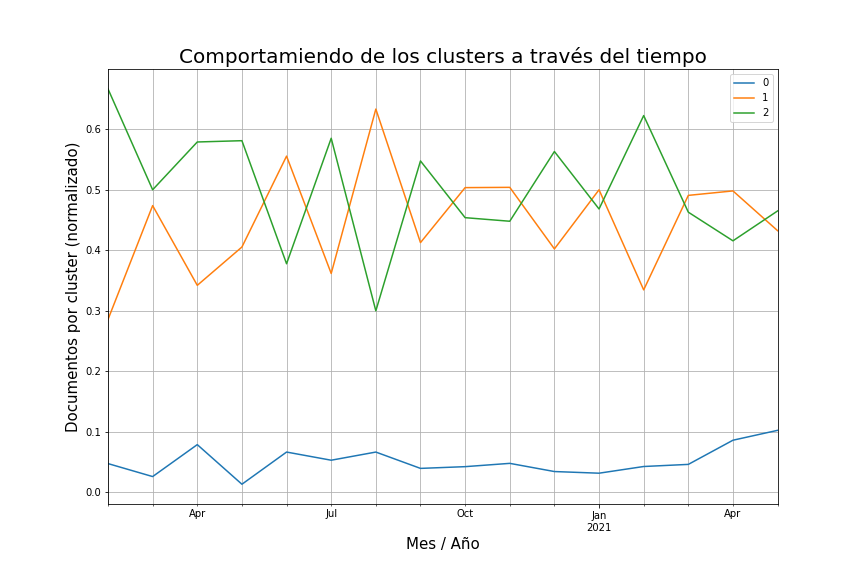 Comportamiendo de los clusters a través del tiempo
0
1
2
Documentos por cluster (normalizado)
0.6
0.5
0.4
0.3
0.2
0.1
0.0
Apr
Jul
Oct
Jan
2021
Apr
Mes / Año